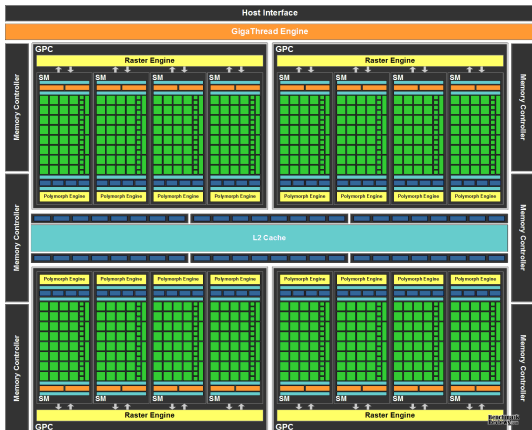 Host Interface
GigaThread Engine
GPC
GPC
Raster Engine
Raster Engine
SM
SM
SM
SM
SM
SM
SM
SM
Memory Controller
Memory Controller
Polymorph Engine
Polymorph Engine
Polymorph Engine
Polymorph Engine
Polymorph Engine
Polymorph Engine
Polymorph Engine
Polymorph Engine
Memory Controller
L2 Cache
Memory Controller
Polymorph Engine
Polymorph Engine
Polymorph Engine
Polymorph Engine
Polymorph Engine
Polymorph Engine
Polymorph Engine
Polymorph Engine
Memory Controller
Memory Controller
SM
SM
SM
SM
SM
SM
SM
SM
Raster Engine
Raster Engine
GPC
GPC
Benchmark